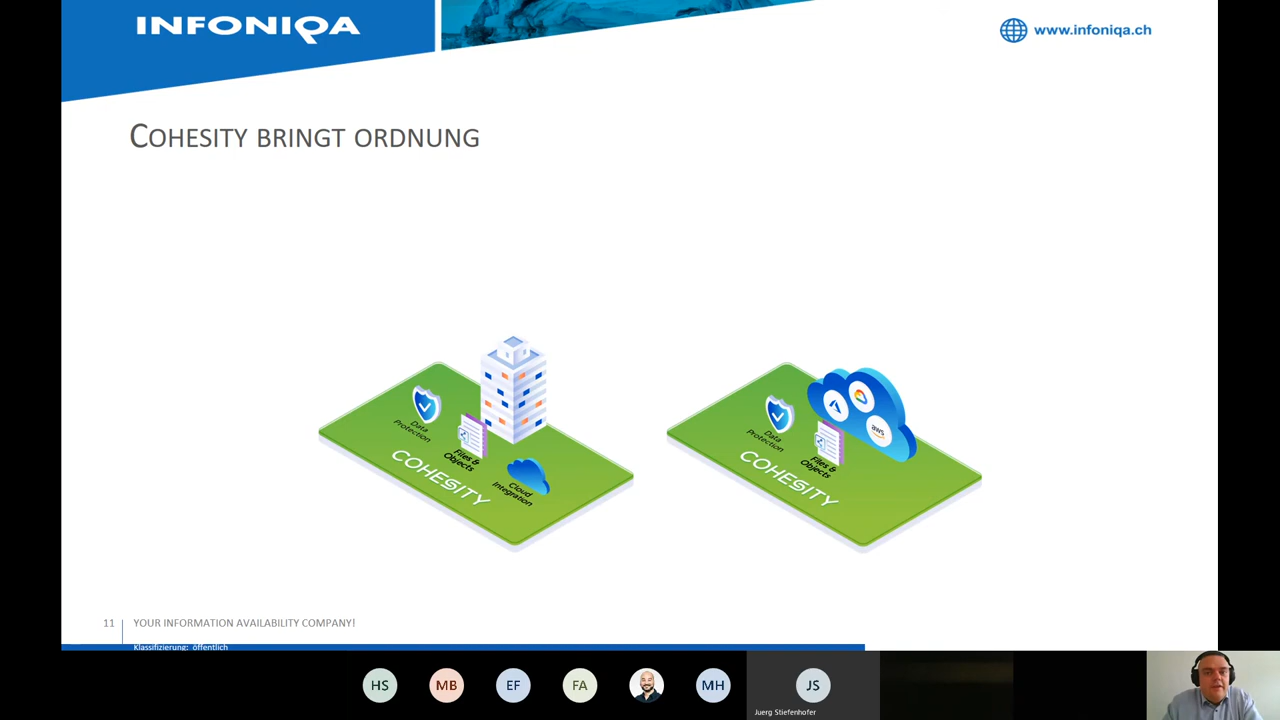 INFONIQA
www.infoniqa.ch
COHESITY BRINGT ORDNUNG
Data
Protection
Files &
Objects
Cloud
Integration
COHESITY
Data
Protection
Files &
Objects
aws
COHESITY
11
YOUR INFORMATION AVAILABILITY COMPANY!
Klassifizierung: öffentlich
HS
MB
EF
FA
MH
JS
Juerg Stiefenhofer